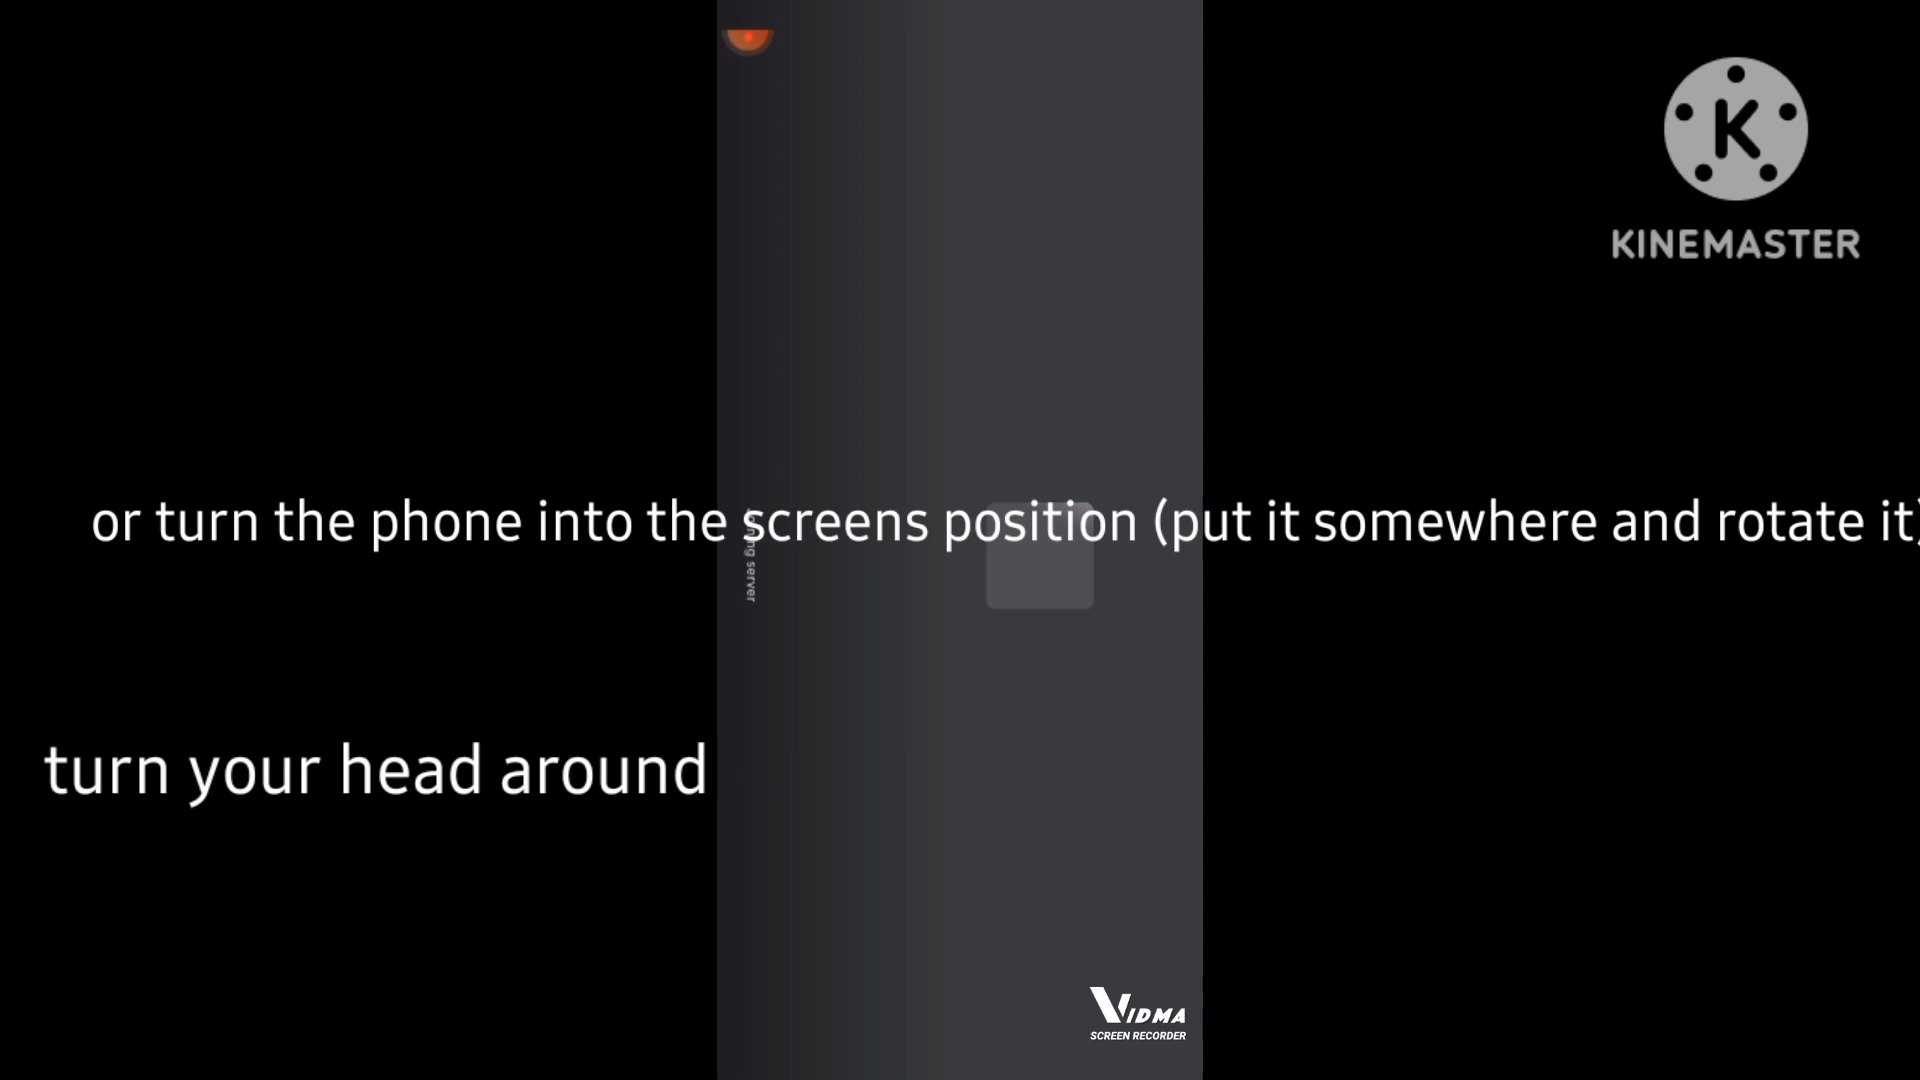 K
KINEMASTER
or turn the phone into the screens position (put it somewhere and rotate it)
server
turn your head around
VIDMA
SCREEN RECORDER